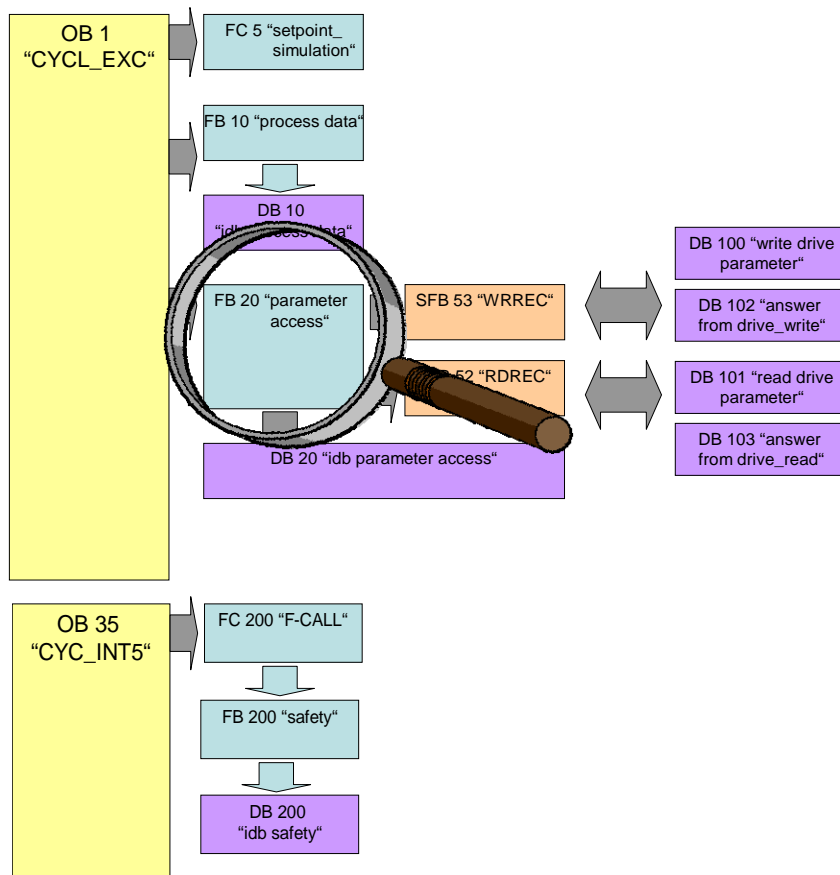 OB 1
“CYCL_EXC“
FC 5 “setpoint_
simulation“
FB 10 “process data“
DB 10
data“
FB 20 “parameter
access“
SFB 53 “WRREC“
52 “RDREC“
DB 20 “idb parameter access“
DB 100 “write drive
parameter“
DB 102 “answer
from drive_write“
DB 101 “read drive
parameter“
DB 103 “answer
from drive_read“
OB 35
“CYC_INT5“
FC 200 “F-CALL“
FB 200 “safety“
DB 200
“idb safety“